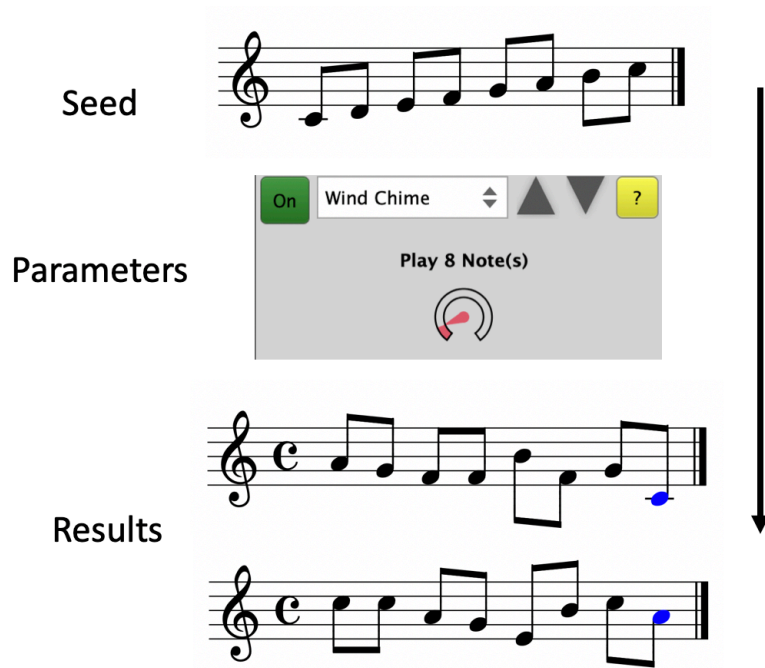 Seed
On
Wind Chime
?
Parameters
Play 8 Note(s)
Results